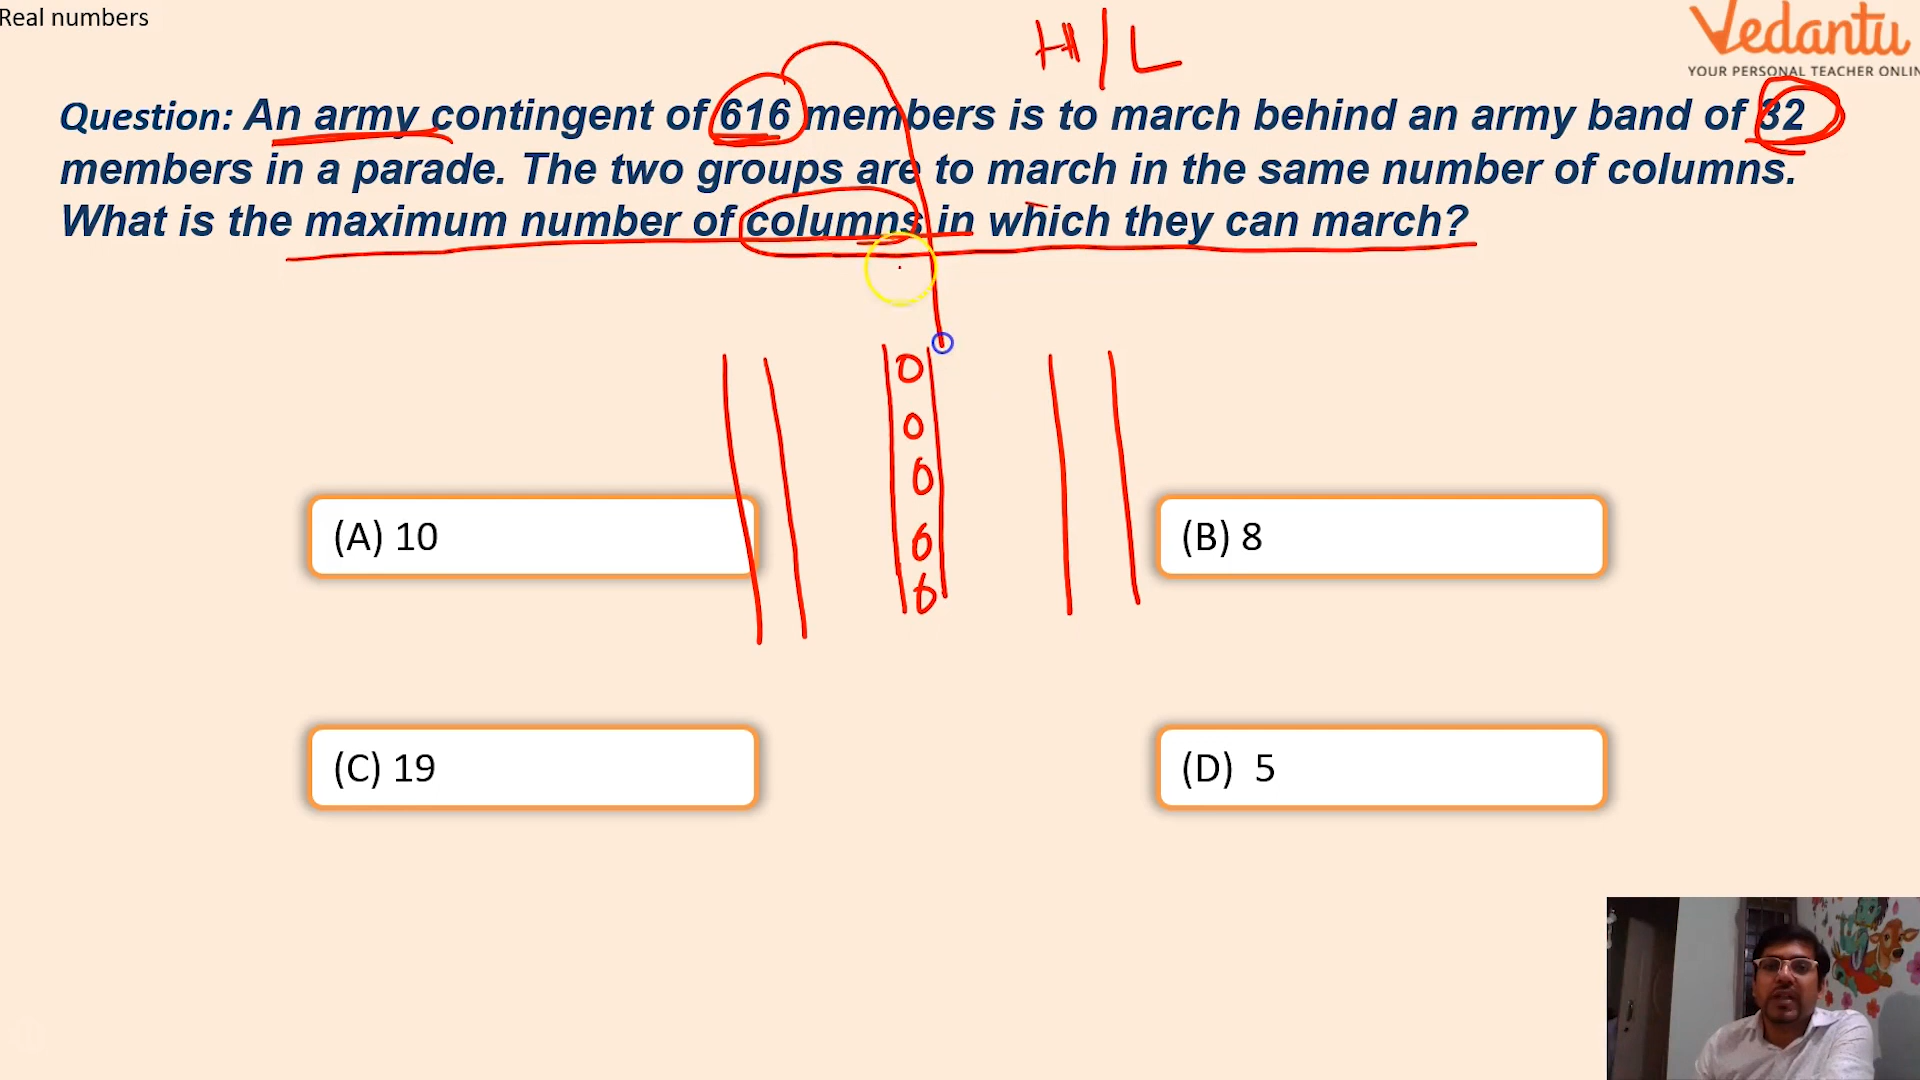 Real numbers
H | L
Vedantu
YOUR PERSONAL TEACHER ONLIN
Question: An army contingent of 616 members is to march behind an army band of 32
members in a parade. The two groups are to march in the same number of columns.
What is the maximum number of columns in which they can march?
(A) 10
(B) 8
(C) 19
(D) 5